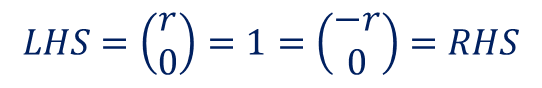 LHS = \binom{r}{0} = 1 = \binom{-r}{0} = RHS